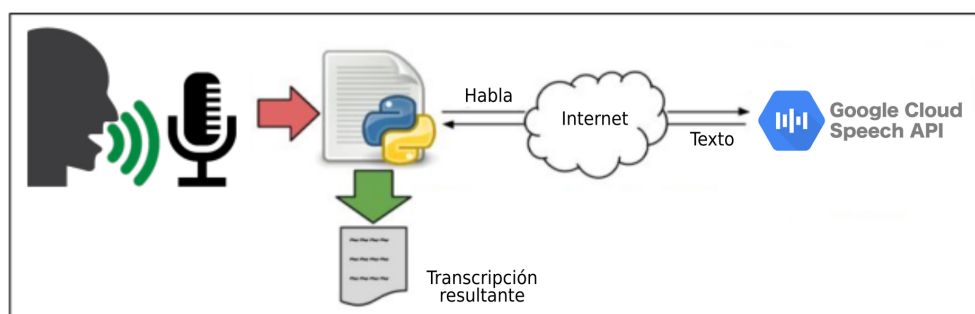 Habla
Internet
Texto
Google Cloud
Speech API
Transcripción
resultante